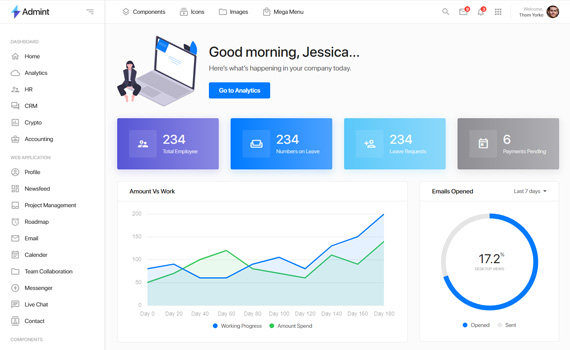 Admint
Components
Icons
Images
Mega Menu
Welcome,
Thom Yorke
DASHBOARD
Home
Analytics
HR
CRM
Crypto
Accounting
WEB APPLICATION
Profile
Newsfeed
Project Management
Roadmap
Email
Calender
Team Collaboration
Messenger
Live Chat
Contact
COMPONENTS
Good morning, Jessica...
Here's what's happening in your company today.
Go to Analytics
234
Total Employee
234
Numbers on Leave
234
Leave Requests
6
Payments Pending
Amount Vs Work
200
150
100
50
0
Day 0 Day 20 Day 40 Day 60 Day 80 Day 100 Day 120 Day 140 Day 160 Day 180
Working Progress
Amount Spend
Emails Opened
Last 7 days
17.2%
DESKTOP VIEWS
Opened
Sent